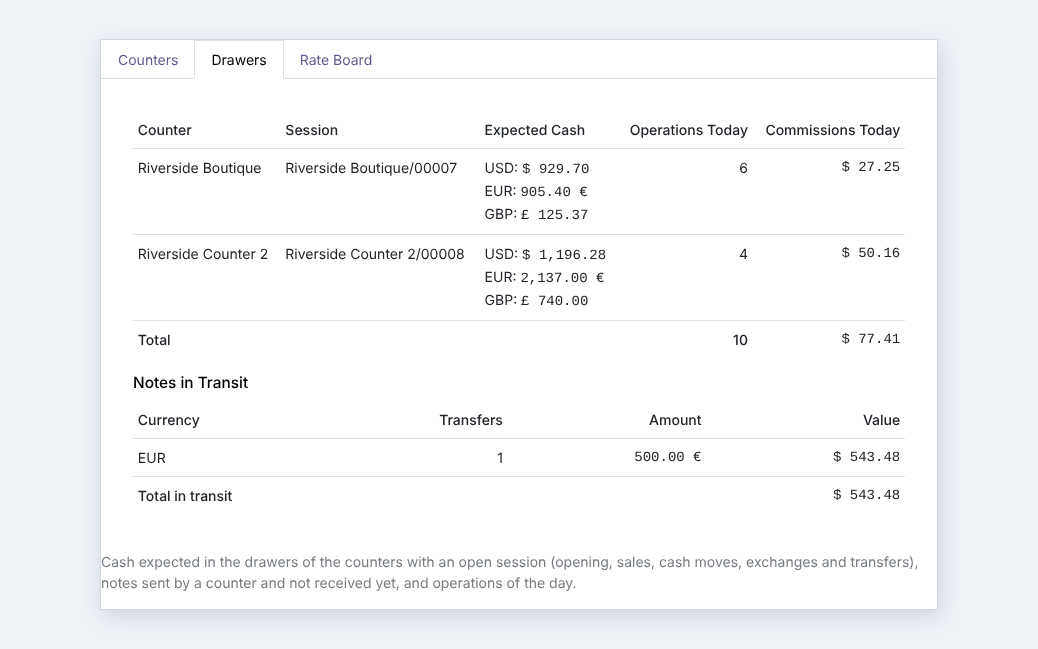 Counters Drawers Rate Board
Counter Session Expected Cash Operations Today Commissions Today
Riverside Boutique Riverside Boutique/00007 USD: $ 929.70 6 $ 27.25
EUR: 905.40 €
GBP: £ 125.37
Riverside Counter 2 Riverside Counter 2/00008 USD: $ 1,196.28 4 $ 50.16
EUR: 2,137.00 €
GBP: £ 740.00
Total 10 $ 77.41
Notes in Transit
Currency Transfers Amount Value
EUR 1 500.00 € $ 543.48
Total in transit $ 543.48
Cash expected in the drawers of the counters with an open session (opening, sales, cash moves, exchanges and transfers),
notes sent by a counter and not received yet, and operations of the day.